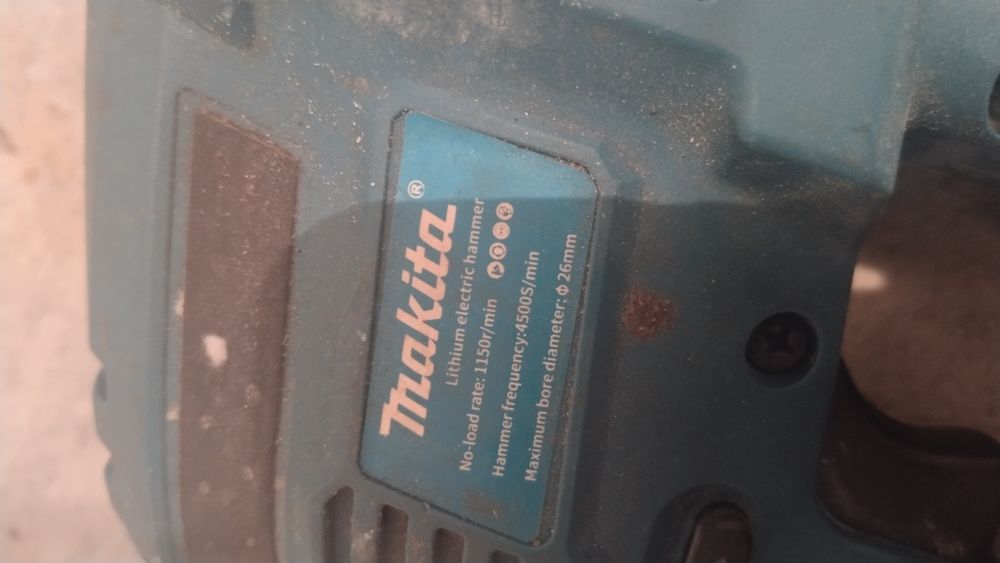 makita®
Lithium electric hammer
No-load rate: 1150r/min
Hammer frequency:4500S/min
Maximum bore diameter: Φ 26mm